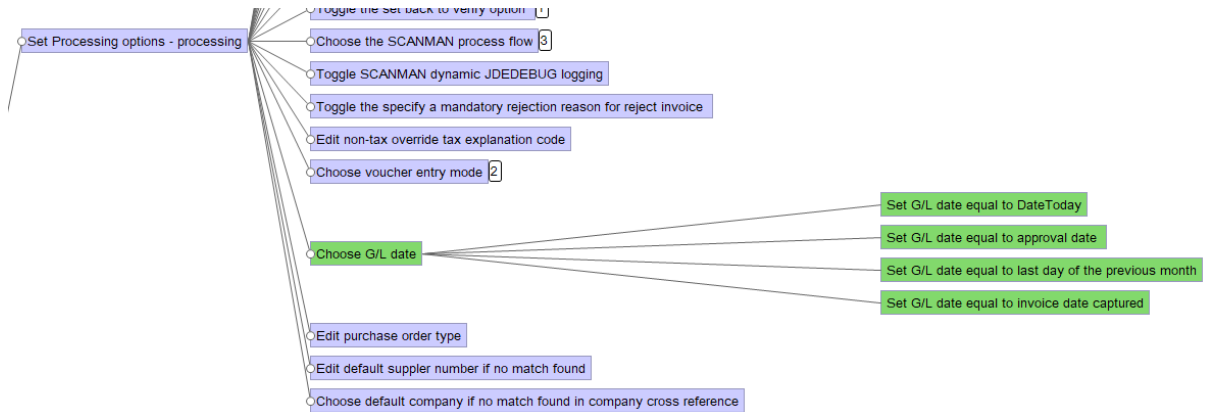 Toggle the set back to verify option 1
Set Processing options - processing
Choose the SCANMAN process flow 3
Toggle SCANMAN dynamic JDEDEBUG logging
Toggle the specify a mandatory rejection reason for reject invoice
Edit non-tax override tax explanation code
Choose voucher entry mode 2
Choose G/L date
Set G/L date equal to DateToday
Set G/L date equal to approval date
Set G/L date equal to last day of the previous month
Set G/L date equal to invoice date captured
Edit purchase order type
Edit default suppler number if no match found
Choose default company if no match found in company cross reference